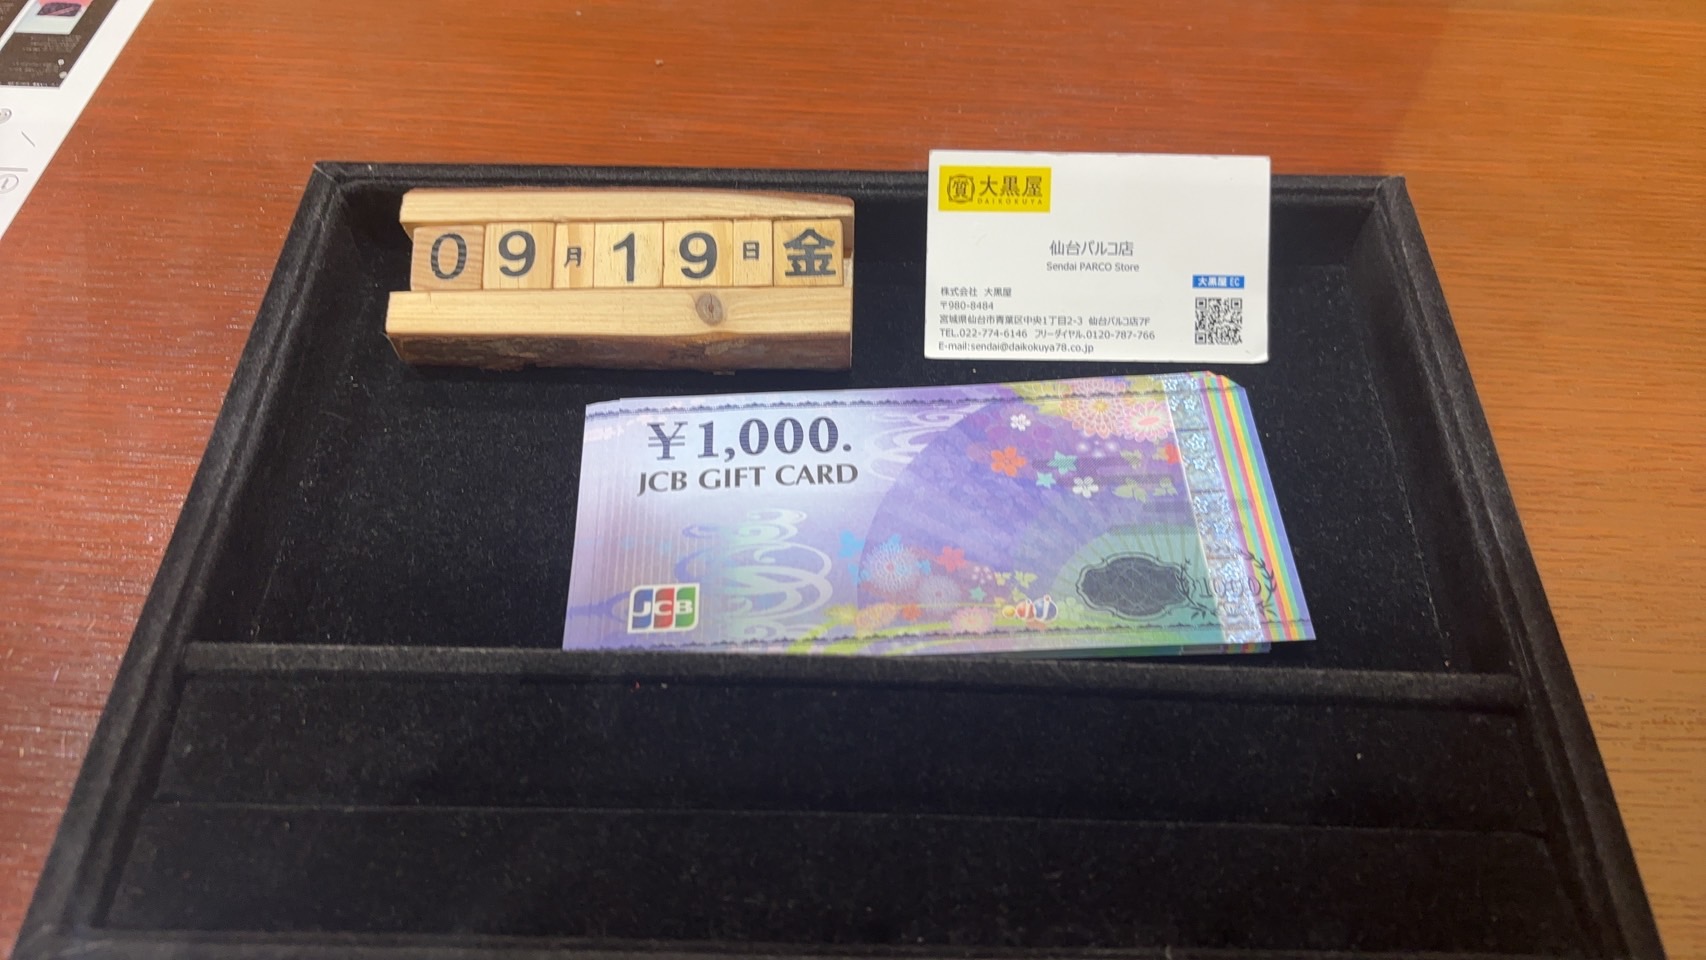 09月19日金
質 大黒屋
DAIKOKUYA
仙台パルコ店
Sendai PARCO Store
大黒屋 EC
株式会社 大黒屋
〒980-8484
宮城県仙台市青葉区中央1丁目2-3 仙台パルコ店7F
TEL.022-774-6146 フリーダイヤル.0120-787-766
E-mail:sendai@daikokuya78.co.jp
¥1,000.
JCB GIFT CARD
JCB
1000